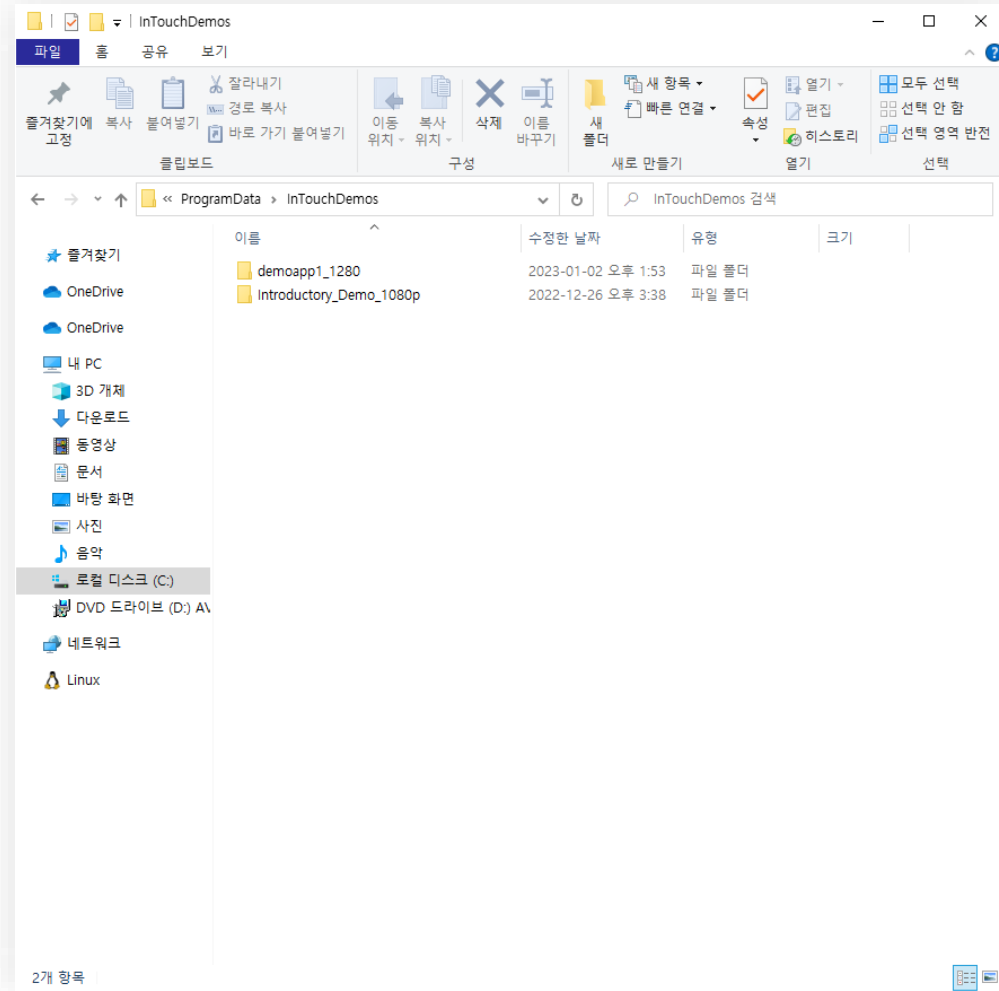 InTouchDemos
파일 홈 공유 보기
즐겨찾기에 고정
복사
붙여넣기
잘라내기
경로 복사
바로 가기 붙여넣기
클립보드
이동 위치
복사 위치
삭제
이름 바꾸기
구성
새 폴더
새 항목
빠른 연결
새로 만들기
속성
열기
편집
히스토리
열기
모두 선택
선택 안 함
선택 영역 반전
선택
« ProgramData › InTouchDemos
InTouchDemos 검색
이름 수정한 날짜 유형 크기
demoapp1_1280 2023-01-02 오후 1:53 파일 폴더
Introductory_Demo_1080p 2022-12-26 오후 3:38 파일 폴더
즐겨찾기
OneDrive
OneDrive
내 PC
3D 개체
다운로드
동영상
문서
바탕 화면
사진
음악
로컬 디스크 (C:)
DVD 드라이브 (D:)
네트워크
Linux
2개 항목